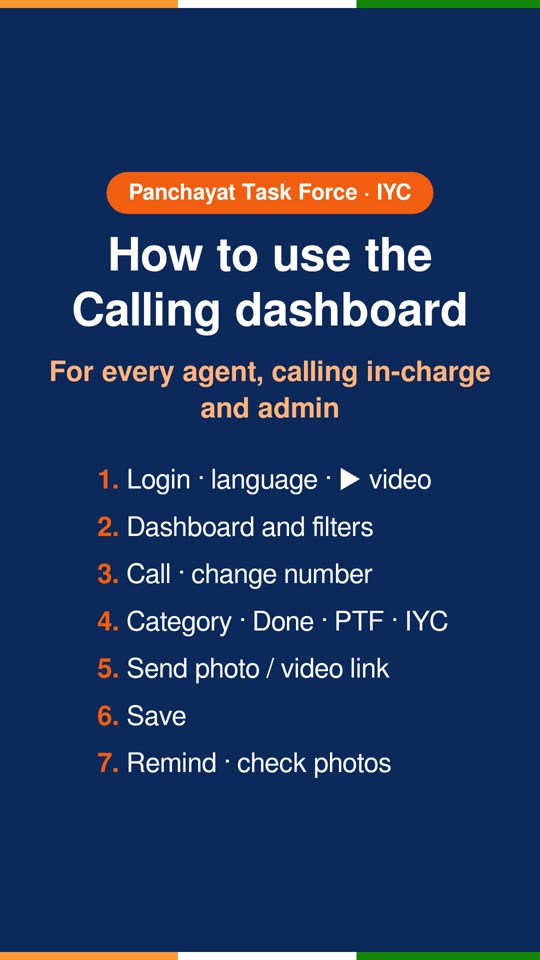 Panchayat Task Force · IYC
How to use the
Calling dashboard
For every agent, calling in-charge
and admin
1. Login · language · ▶ video
2. Dashboard and filters
3. Call · change number
4. Category · Done · PTF · IYC
5. Send photo / video link
6. Save
7. Remind · check photos